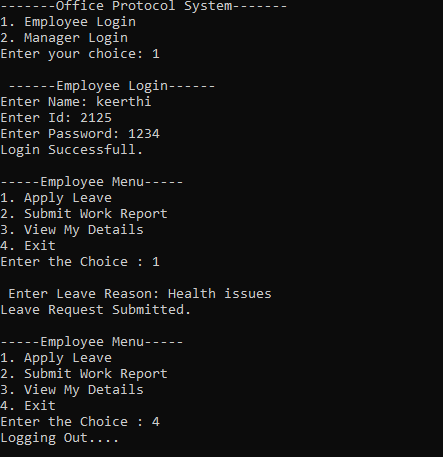 -------Office Protocol System-------
1. Employee Login
2. Manager Login
Enter your choice: 1
------Employee Login------
Enter Name: keerthi
Enter Id: 2125
Enter Password: 1234
Login Successfull.
-----Employee Menu-----
1. Apply Leave
2. Submit Work Report
3. View My Details
4. Exit
Enter the Choice : 1
Enter Leave Reason: Health issues
Leave Request Submitted.
-----Employee Menu-----
1. Apply Leave
2. Submit Work Report
3. View My Details
4. Exit
Enter the Choice : 4
Logging Out....